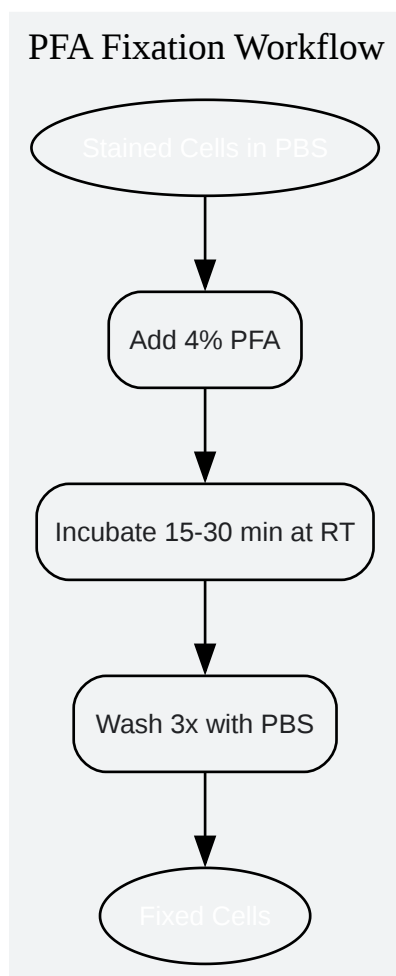 PFA Fixation Workflow
Stained Cells in PBS
Add 4% PFA
Incubate 15-30 min at RT
Wash 3x with PBS
Fixed Cells